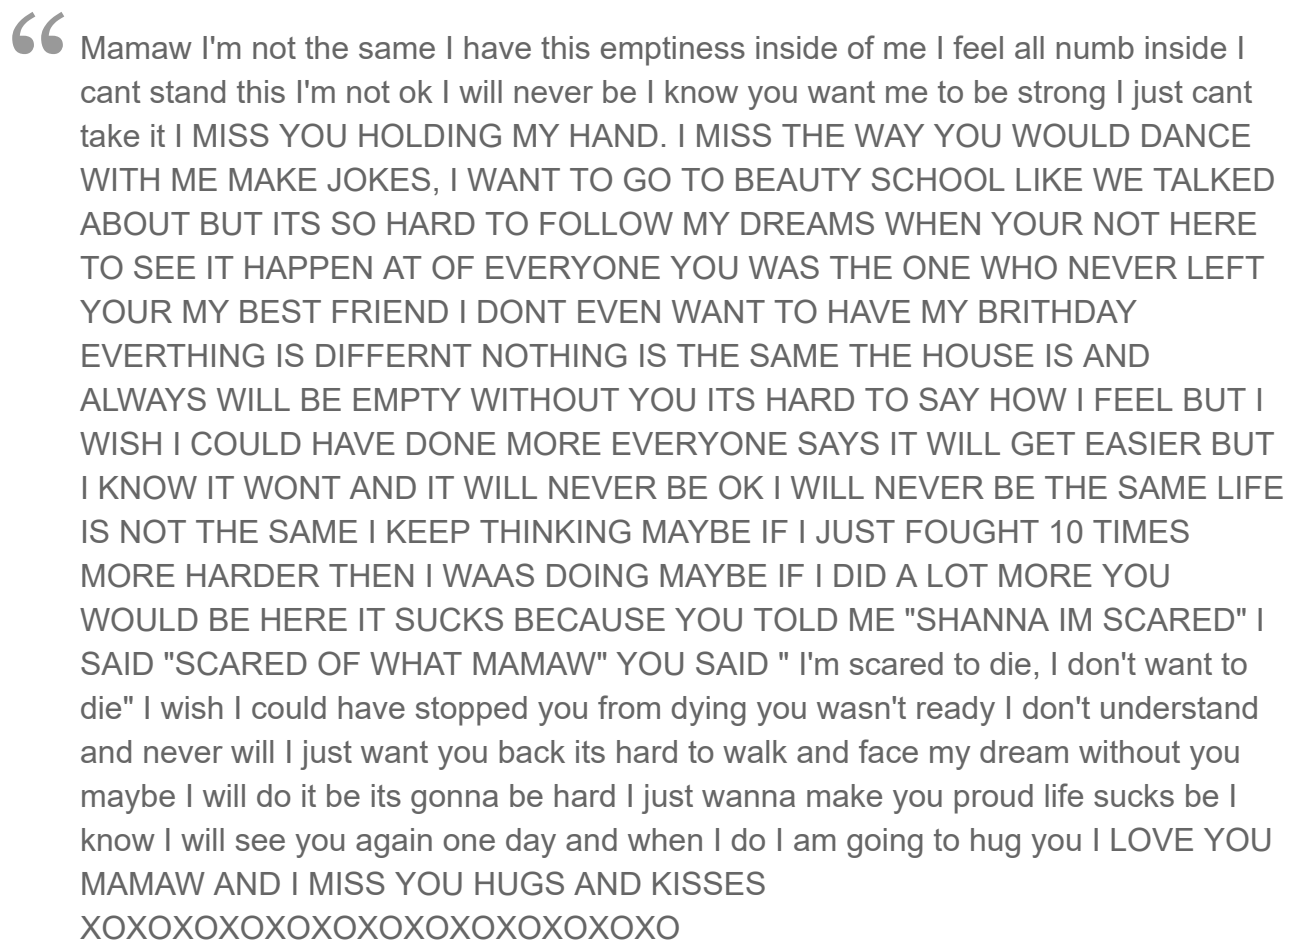 “ Mamaw I'm not the same I have this emptiness inside of me I feel all numb inside I
cant stand this I'm not ok I will never be I know you want me to be strong I just cant
take it I MISS YOU HOLDING MY HAND. I MISS THE WAY YOU WOULD DANCE
WITH ME MAKE JOKES, I WANT TO GO TO BEAUTY SCHOOL LIKE WE TALKED
ABOUT BUT ITS SO HARD TO FOLLOW MY DREAMS WHEN YOUR NOT HERE
TO SEE IT HAPPEN AT OF EVERYONE YOU WAS THE ONE WHO NEVER LEFT
YOUR MY BEST FRIEND I DONT EVEN WANT TO HAVE MY BRITHDAY
EVERTHING IS DIFFERNT NOTHING IS THE SAME THE HOUSE IS AND
ALWAYS WILL BE EMPTY WITHOUT YOU ITS HARD TO SAY HOW I FEEL BUT I
WISH I COULD HAVE DONE MORE EVERYONE SAYS IT WILL GET EASIER BUT
I KNOW IT WONT AND IT WILL NEVER BE OK I WILL NEVER BE THE SAME LIFE
IS NOT THE SAME I KEEP THINKING MAYBE IF I JUST FOUGHT 10 TIMES
MORE HARDER THEN I WAAS DOING MAYBE IF I DID A LOT MORE YOU
WOULD BE HERE IT SUCKS BECAUSE YOU TOLD ME "SHANNA IM SCARED" I
SAID "SCARED OF WHAT MAMAW" YOU SAID " I'm scared to die, I don't want to
die" I wish I could have stopped you from dying you wasn't ready I don't understand
and never will I just want you back its hard to walk and face my dream without you
maybe I will do it be its gonna be hard I just wanna make you proud life sucks be I
know I will see you again one day and when I do I am going to hug you I LOVE YOU
MAMAW AND I MISS YOU HUGS AND KISSES
XOXOXOXOXOXOXOXOXOXOXOXOXO